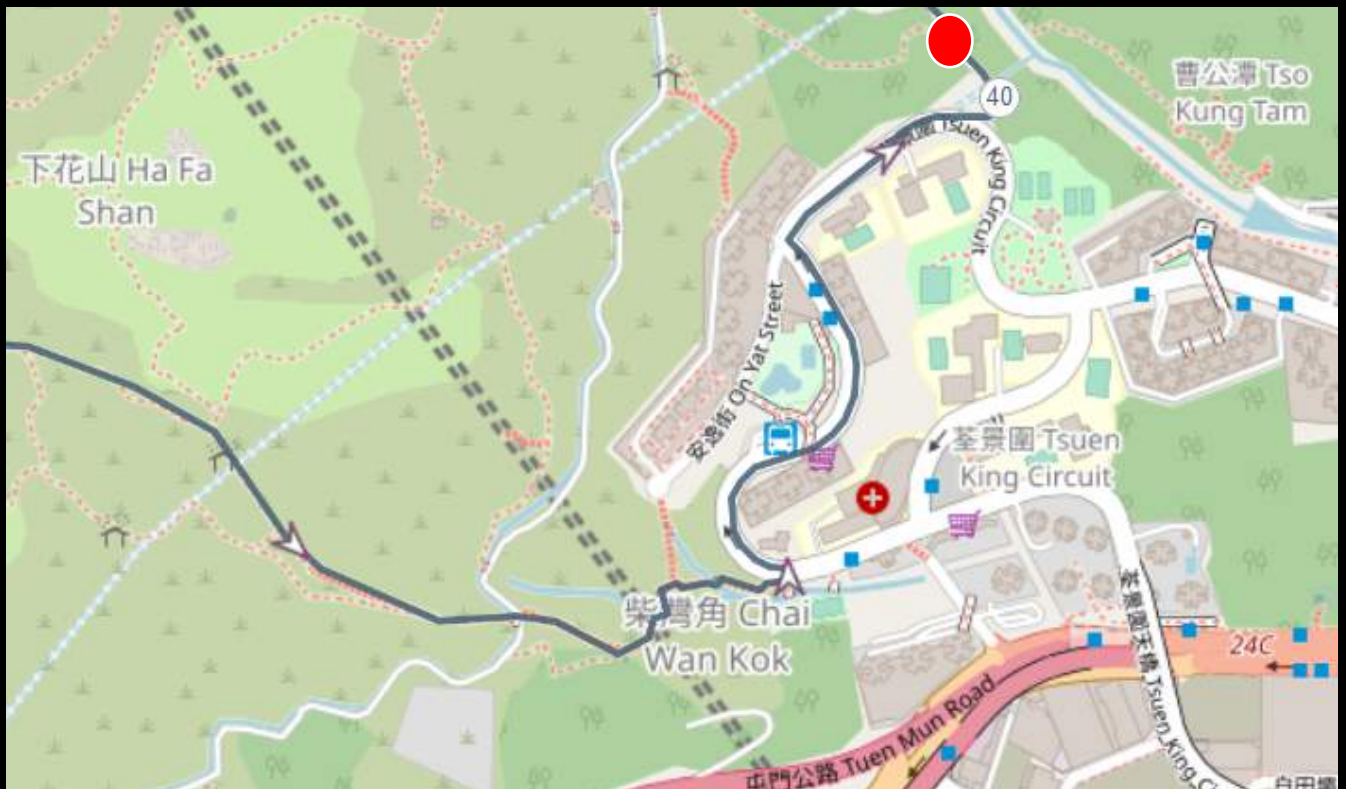 40
曹公潭 Tso
Kung Tam
Tsuen King Circuit
下花山 Ha Fa
Shan
安逸街 On Yat Street
荃景圍 Tsuen
King Circuit
柴灣角 Chai
Wan Kok
24C
荃景圍天橋 Tsuen King Ci
屯門公路 Tuen Mun Road